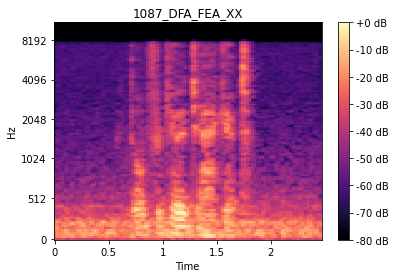 1087_DFA_FEA_XX
+0 dB
8192
-10 dB
4096
-20 dB
-30 dB
2048
Hz
-40 dB
1024
-50 dB
512
-60 dB
-70 dB
0
-80 dB
0 0.5 1 1.5 2
Time